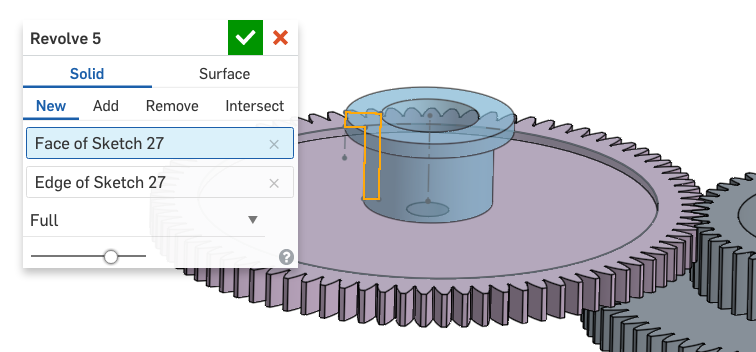 Revolve 5
Solid Surface
New Add Remove Intersect
Face of Sketch 27
Edge of Sketch 27
Full
?